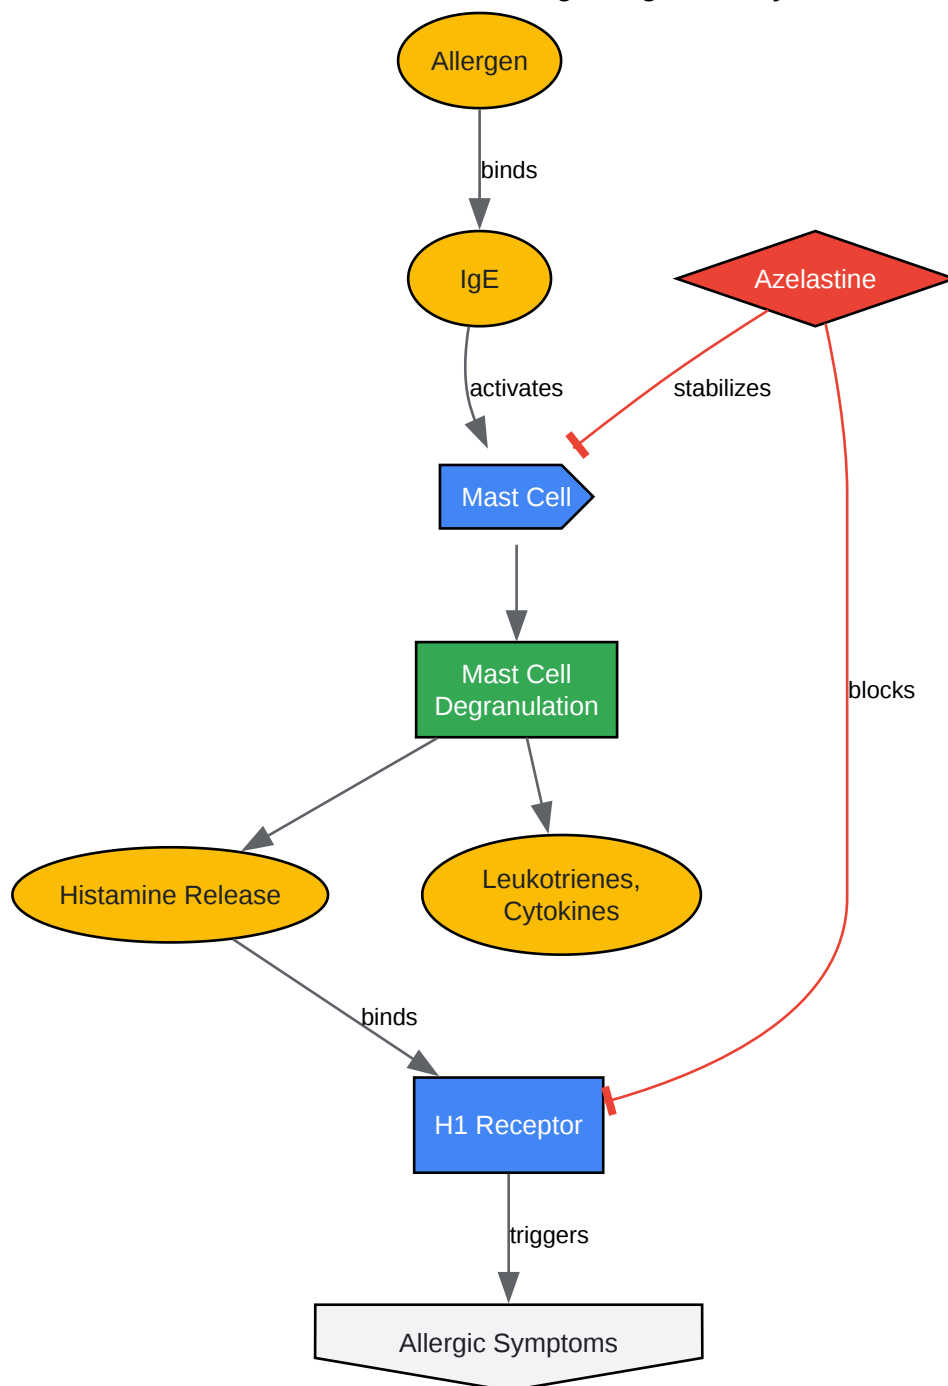 Allergen
binds
IgE
Azelastine
activates
stabilizes
Mast Cell
Mast Cell
Degranulation
blocks
Histamine Release
Leukotrienes,
Cytokines
binds
H1 Receptor
triggers
Allergic Symptoms